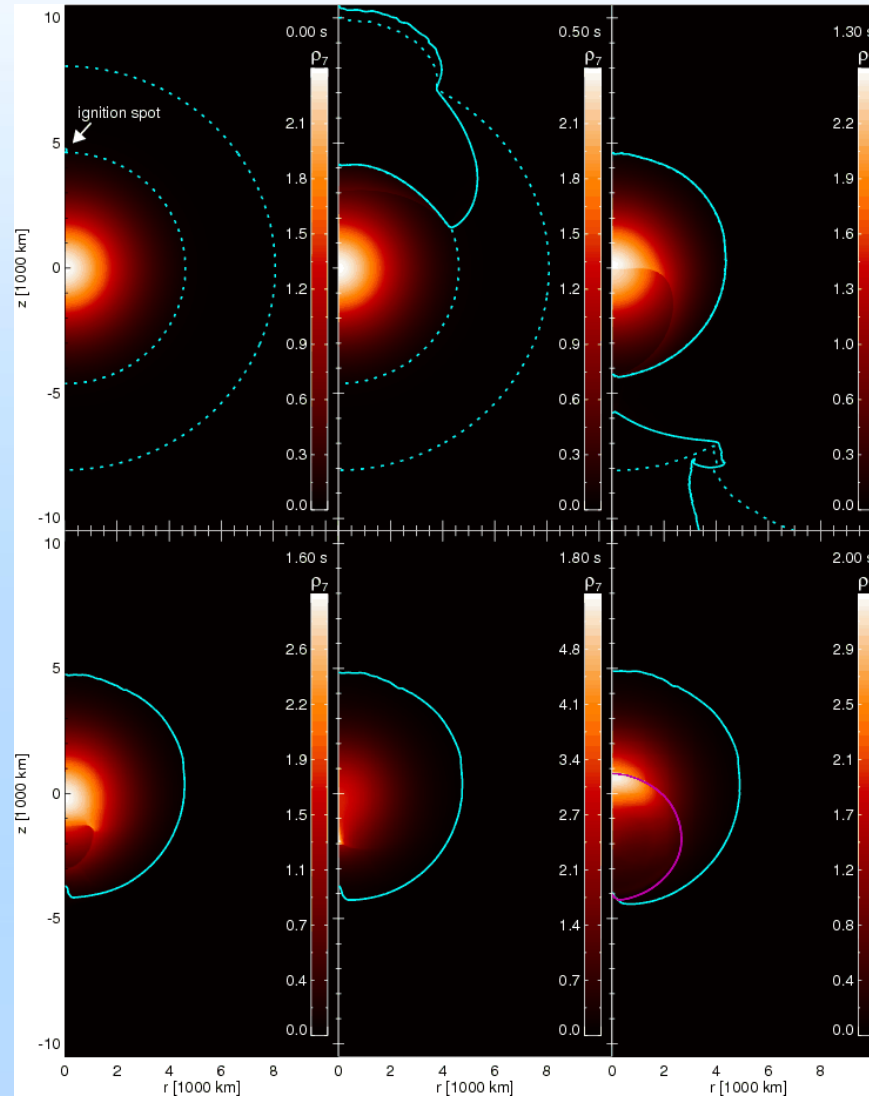 10
5
0
-5
-10
z [1000 km]
ignition spot
0.00 s
ρ7
2.1
1.8
1.5
1.2
0.9
0.6
0.3
0.0
0.50 s
ρ7
2.1
1.8
1.5
1.2
0.9
0.6
0.3
0.0
1.30 s
ρ
2.2
1.9
1.6
1.3
1.0
0.6
0.3
0.0
10
5
0
-5
-10
z [1000 km]
1.60 s
ρ7
2.6
2.2
1.9
1.5
1.1
0.7
0.4
0.0
1.80 s
ρ7
4.8
4.1
3.4
2.7
2.1
1.4
0.7
0.0
2.00 s
ρ
2.9
2.5
2.1
1.7
1.2
0.8
0.4
0.0
0 2 4 6 8
r [1000 km]
0 2 4 6 8
r [1000 km]
0 2 4 6 8
r [1000 km]